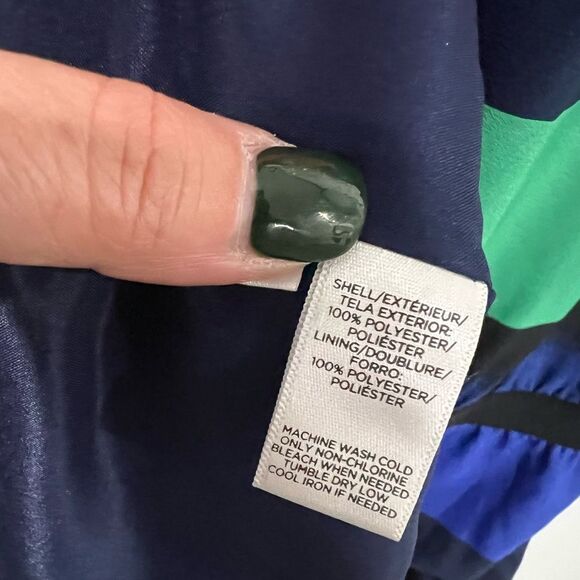 SHELL/EXTÉRIEUR/
TELA EXTERIOR:
100% POLYESTER/
POLIÉSTER
LINING/DOUBLURE/
FORRO:
100% POLYESTER/
POLIÉSTER
MACHINE WASH COLD
ONLY NON-CHLORINE
BLEACH WHEN NEEDED
TUMBLE DRY LOW
COOL IRON IF NEEDED